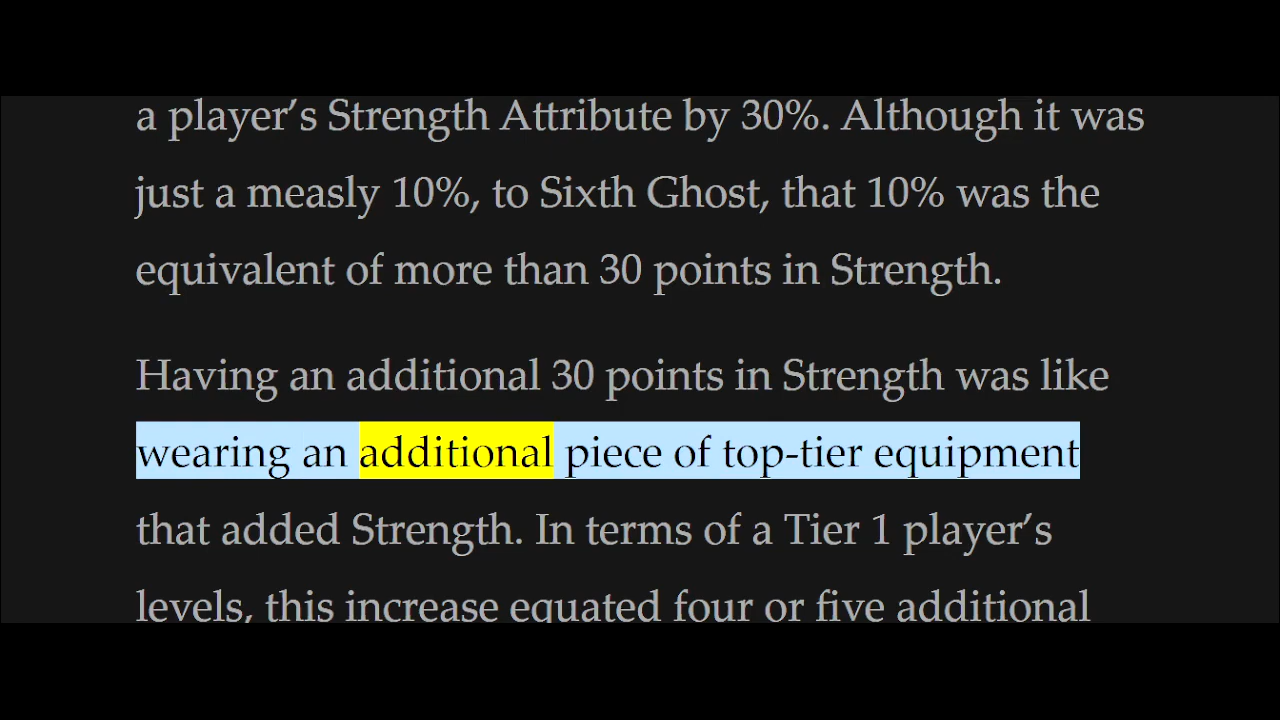 a player’s Strength Attribute by 30%. Although it was
just a measly 10%, to Sixth Ghost, that 10% was the
equivalent of more than 30 points in Strength.
Having an additional 30 points in Strength was like
wearing an additional piece of top-tier equipment
that added Strength. In terms of a Tier 1 player’s
levels, this increase equated four or five additional